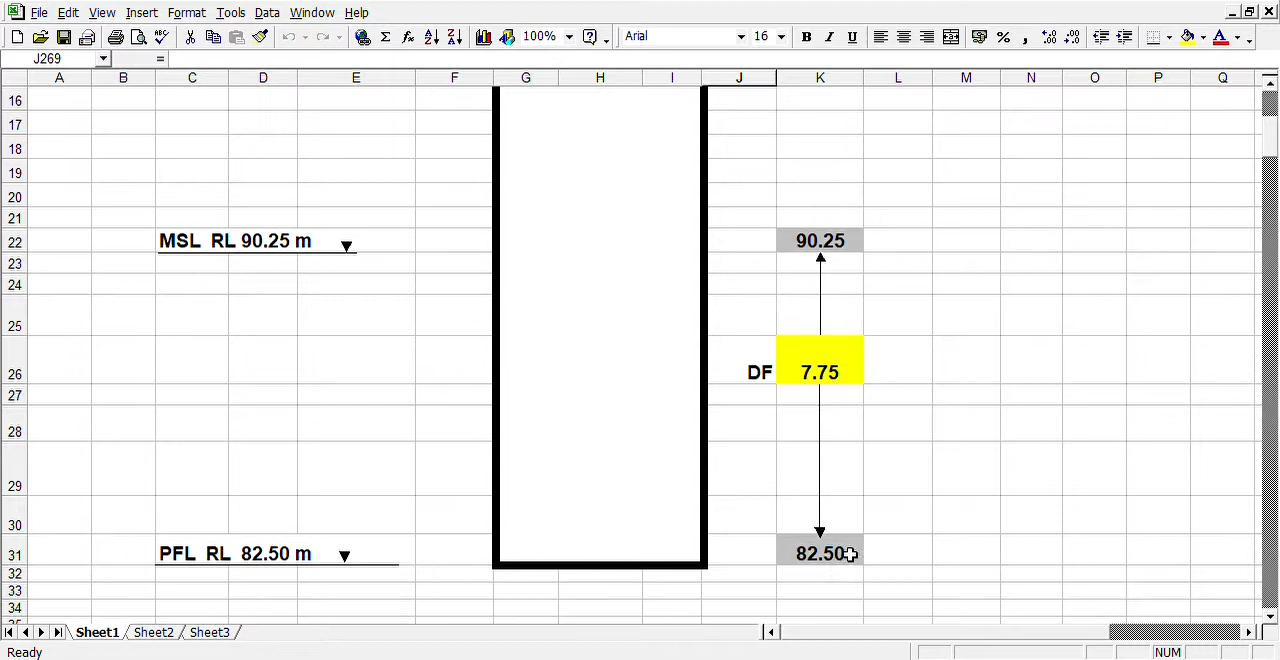 File Edit View Insert Format Tools Data Window Help
100% Arial 16 B I U $ % ,
J269 =
A B C D E F G H I J K L M N O P Q
16
17
18
19
20
21
22 MSL RL 90.25 m 90.25
23
24
25
26 DF 7.75
27
28
29
30
31 PFL RL 82.50 m 82.50
32
33
34
Sheet1 Sheet2 Sheet3
Ready NUM